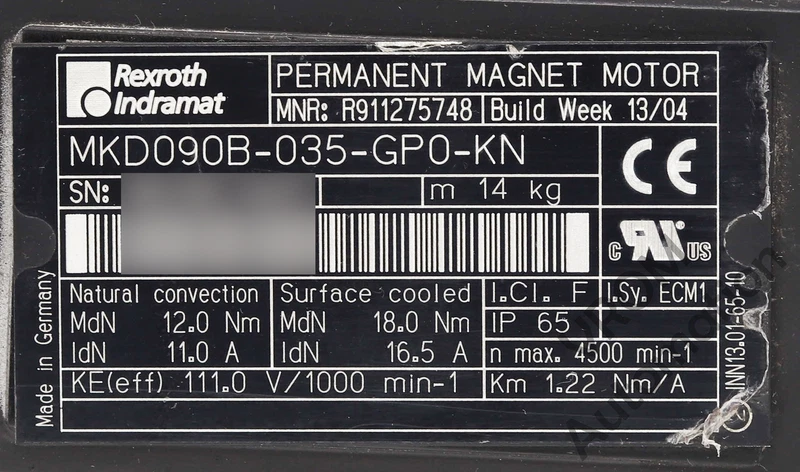 Rexroth
Indramat
PERMANENT MAGNET MOTOR
MNR: R911275748 Build Week 13/04
MKD090B-035-GP0-KN
CE
SN:
m 14 kg
c RU US
Natural convection Surface cooled I.Cl. F I.Sy. ECM1
MdN 12.0 Nm MdN 18.0 Nm IP 65
IdN 11.0 A IdN 16.5 A n max. 4500 min-1
KE(eff) 111.0 V/1000 min-1 Km 1.22 Nm/A
Made in Germany
INN13.01-65-10